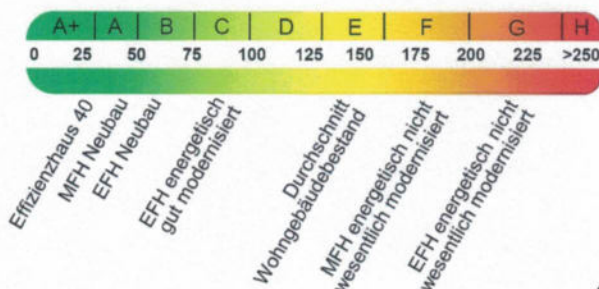 A+ A B C D E F G H
0 25 50 75 100 125 150 175 200 225 >250
Effizienzhaus 40
MFH Neubau
EFH Neubau
EFH energetisch
gut modernisiert
Durchschnitt
Wohngebäudebestand
MFH energetisch nicht
wesentlich modernisiert
EFH energetisch nicht
wesentlich modernisiert